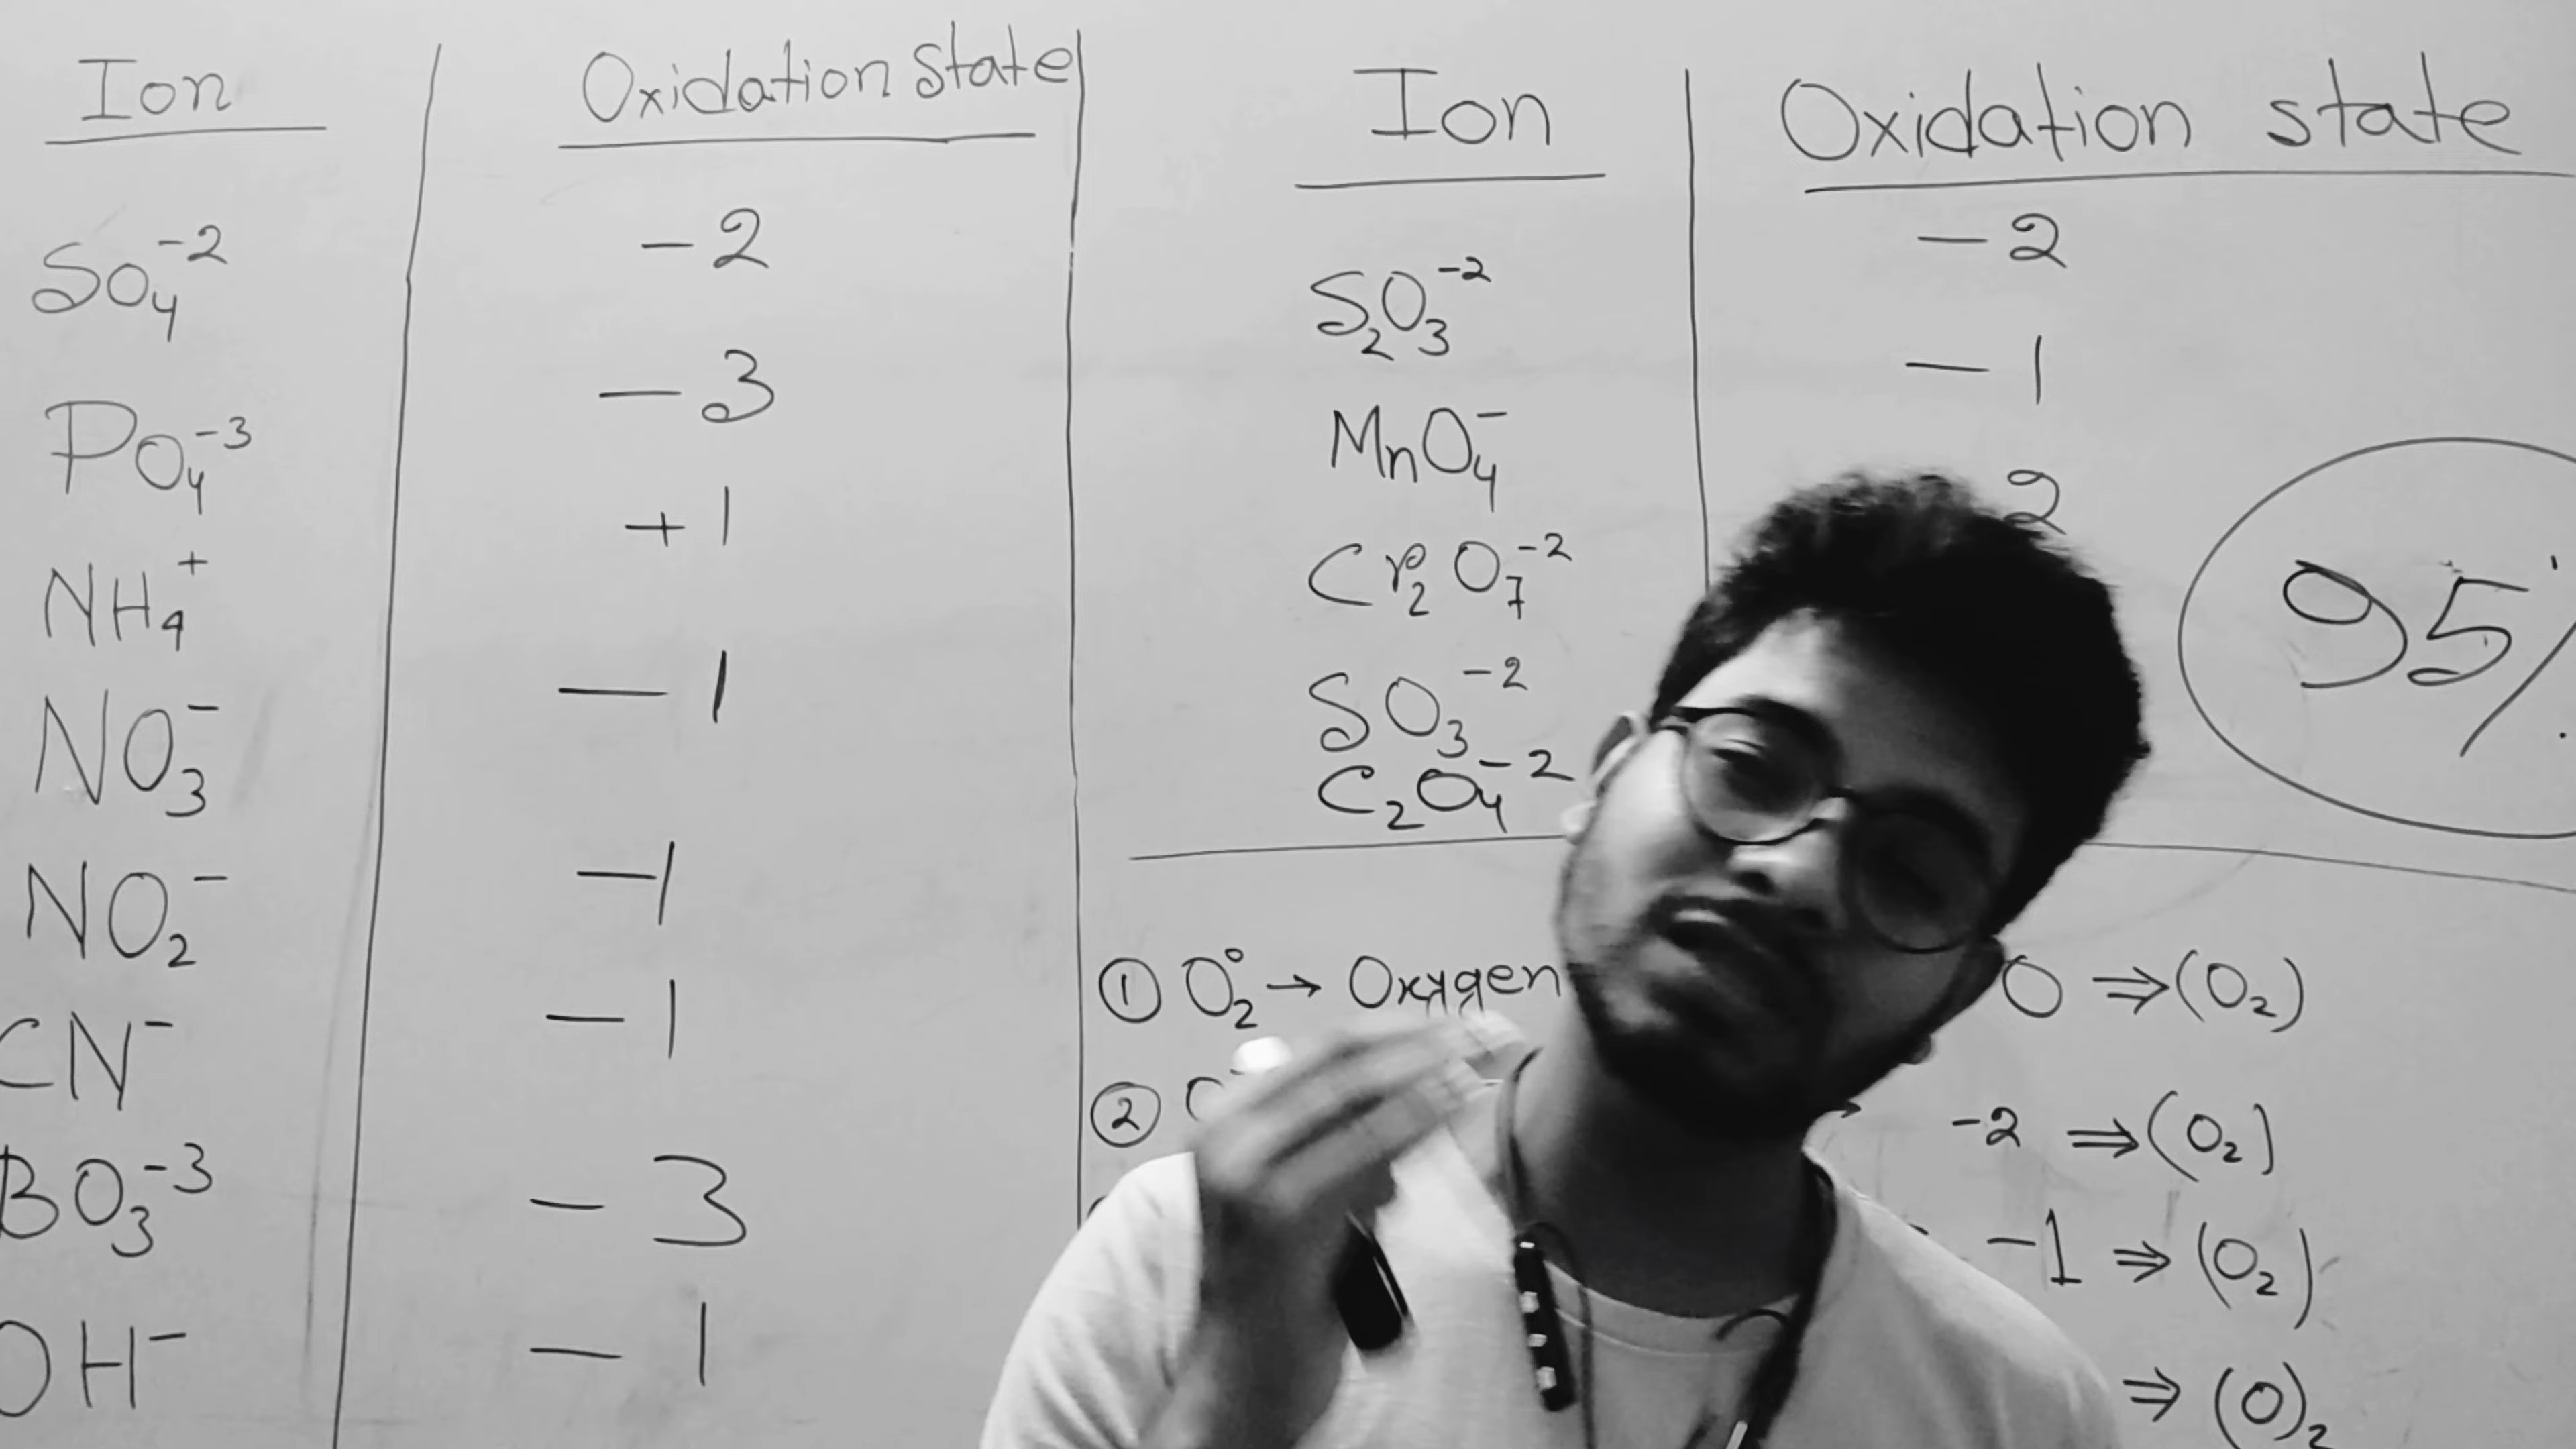 Ion | Oxidation state
SO₄⁻² | -2
PO₄⁻³ | -3
NH₄⁺ | +1
NO₃⁻ | -1
NO₂⁻ | -1
CN⁻ | -1
BO₃⁻³ | -3
OH⁻ | -1
Ion | Oxidation state
S₂O₃⁻² | -2
MnO₄⁻ | -1
Cr₂O₇⁻² | 2
SO₃⁻²
C₂O₄⁻²
95%
① O₂⁰ → Oxygen O ⇒ (O₂)
② -2 ⇒ (O₂)
-1 ⇒ (O₂)
⇒ (O)₂